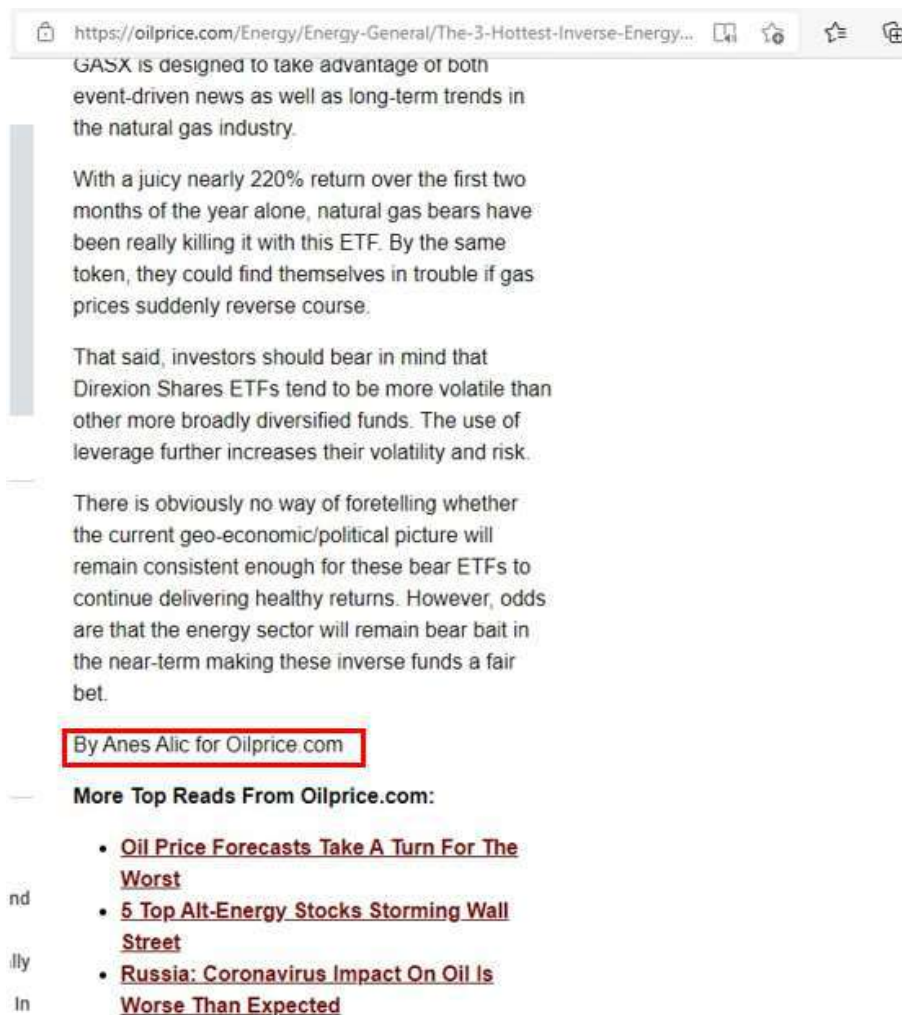 https://oilprice.com/Energy/Energy-General/The-3-Hottest-Inverse-Energy...
GASX is designed to take advantage of both
event-driven news as well as long-term trends in
the natural gas industry.
With a juicy nearly 220% return over the first two
months of the year alone, natural gas bears have
been really killing it with this ETF. By the same
token, they could find themselves in trouble if gas
prices suddenly reverse course.
That said, investors should bear in mind that
Direxion Shares ETFs tend to be more volatile than
other more broadly diversified funds. The use of
leverage further increases their volatility and risk.
There is obviously no way of foretelling whether
the current geo-economic/political picture will
remain consistent enough for these bear ETFs to
continue delivering healthy returns. However, odds
are that the energy sector will remain bear bait in
the near-term making these inverse funds a fair
bet.
By Anes Alic for Oilprice.com
More Top Reads From Oilprice.com:
• Oil Price Forecasts Take A Turn For The
Worst
• 5 Top Alt-Energy Stocks Storming Wall
Street
• Russia: Coronavirus Impact On Oil Is
Worse Than Expected
nd
lly
In